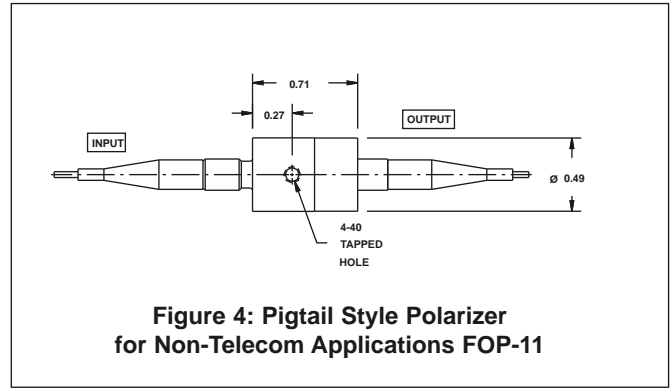 0.71
0.27
INPUT
OUTPUT
Ø 0.49
4-40
TAPPED
HOLE
Figure 4: Pigtail Style Polarizer
for Non-Telecom Applications FOP-11